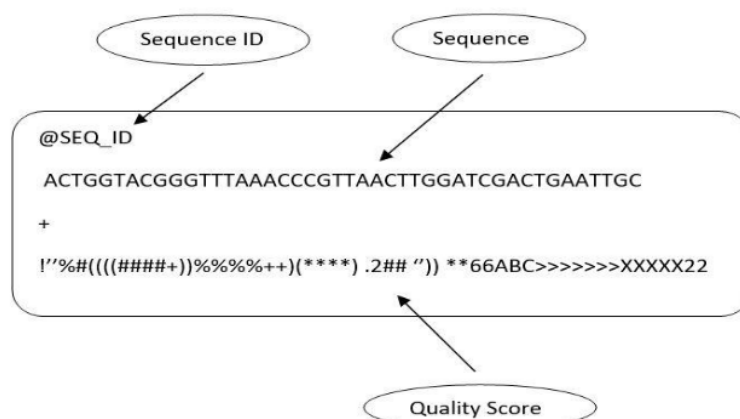 Sequence ID
Sequence
@SEQ_ID
ACTGGTACGGGTTTAAACCCGTTAACTTGGATCGACTGAATTGC
+
!’’%#((((####+))%%%%++)(****) .2## ‘’)) **66ABC>>>>>>>XXXXX22
Quality Score